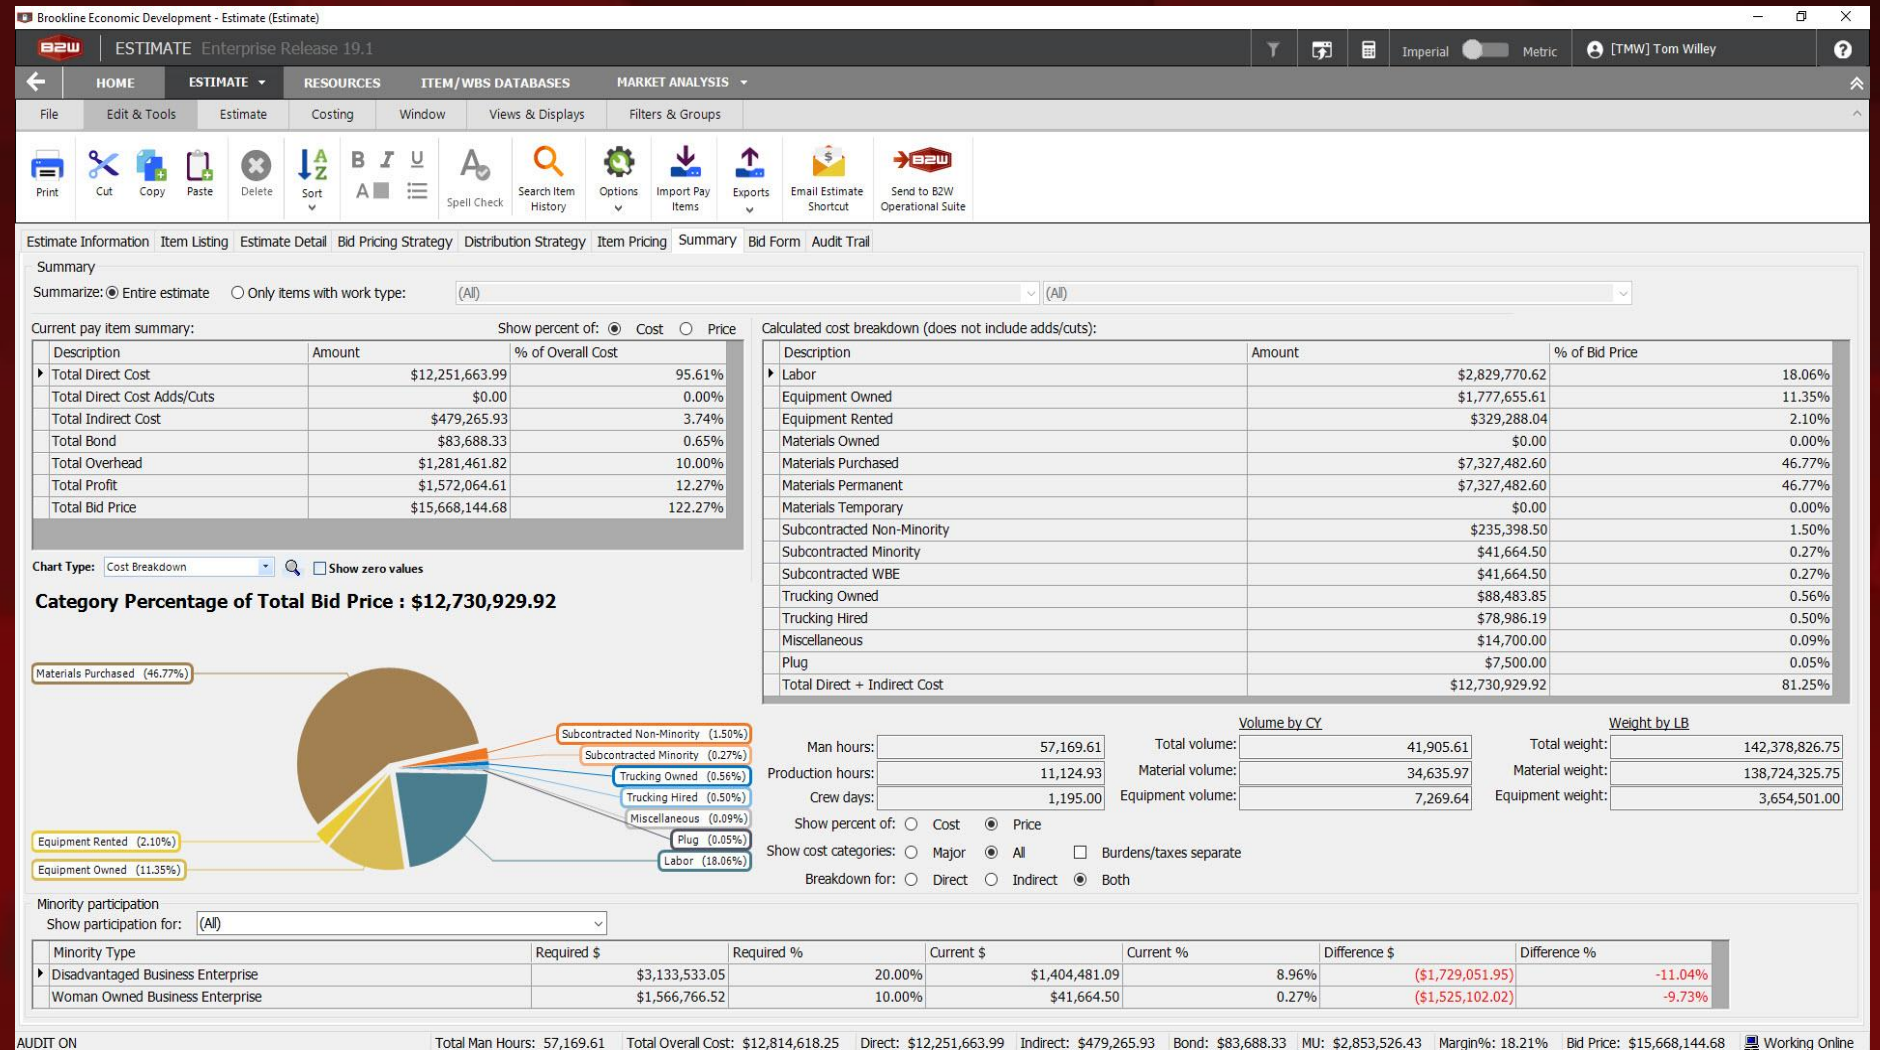 Brookline Economic Development - Estimate (Estimate)
B2W ESTIMATE Enterprise Release 19.1 Imperial Metric [TMW] Tom Willey ?
HOME ESTIMATE RESOURCES ITEM/WBS DATABASES MARKET ANALYSIS
File Edit & Tools Estimate Costing Window Views & Displays Filters & Groups
Print Cut Copy Paste Delete Sort B I U A Spell Check Search Item History Options Import Pay Items Exports Email Estimate Shortcut Send to B2W Operational Suite
Estimate Information Item Listing Estimate Detail Bid Pricing Strategy Distribution Strategy Item Pricing Summary Bid Form Audit Trail
Summary
Summarize: Entire estimate Only items with work type: (All) (All)
Current pay item summary: Show percent of: Cost Price
Description Amount % of Overall Cost
Total Direct Cost $12,251,663.99 95.61%
Total Direct Cost Adds/Cuts $0.00 0.00%
Total Indirect Cost $479,265.93 3.74%
Total Bond $83,688.33 0.65%
Total Overhead $1,281,461.82 10.00%
Total Profit $1,572,064.61 12.27%
Total Bid Price $15,668,144.68 122.27%
Chart Type: Cost Breakdown Show zero values
Category Percentage of Total Bid Price : $12,730,929.92
Materials Purchased (46.77%)
Subcontracted Non-Minority (1.50%)
Subcontracted Minority (0.27%)
Trucking Owned (0.56%)
Trucking Hired (0.50%)
Miscellaneous (0.09%)
Plug (0.05%)
Labor (18.06%)
Equipment Rented (2.10%)
Equipment Owned (11.35%)
Calculated cost breakdown (does not include adds/cuts):
Description Amount % of Bid Price
Labor $2,829,770.62 18.06%
Equipment Owned $1,777,655.61 11.35%
Equipment Rented $329,288.04 2.10%
Materials Owned $0.00 0.00%
Materials Purchased $7,327,482.60 46.77%
Materials Permanent $7,327,482.60 46.77%
Materials Temporary $0.00 0.00%
Subcontracted Non-Minority $235,398.50 1.50%
Subcontracted Minority $41,664.50 0.27%
Subcontracted WBE $41,664.50 0.27%
Trucking Owned $88,483.85 0.56%
Trucking Hired $78,986.19 0.50%
Miscellaneous $14,700.00 0.09%
Plug $7,500.00 0.05%
Total Direct + Indirect Cost $12,730,929.92 81.25%
Volume by CY Weight by LB
Man hours: 57,169.61 Total volume: 41,905.61 Total weight: 142,378,826.75
Production hours: 11,124.93 Material volume: 34,635.97 Material weight: 138,724,325.75
Crew days: 1,195.00 Equipment volume: 7,269.64 Equipment weight: 3,654,501.00
Show percent of: Cost Price
Show cost categories: Major All Burdens/taxes separate
Breakdown for: Direct Indirect Both
Minority participation
Show participation for: (All)
Minority Type Required $ Required % Current $ Current % Difference $ Difference %
Disadvantaged Business Enterprise $3,133,533.05 20.00% $1,404,481.09 8.96% ($1,729,051.95) -11.04%
Woman Owned Business Enterprise $1,566,766.52 10.00% $41,664.50 0.27% ($1,525,102.02) -9.73%
AUDIT ON Total Man Hours: 57,169.61 Total Overall Cost: $12,814,618.25 Direct: $12,251,663.99 Indirect: $479,265.93 Bond: $83,688.33 MU: $2,853,526.43 Margin%: 18.21% Bid Price: $15,668,144.68 Working Online